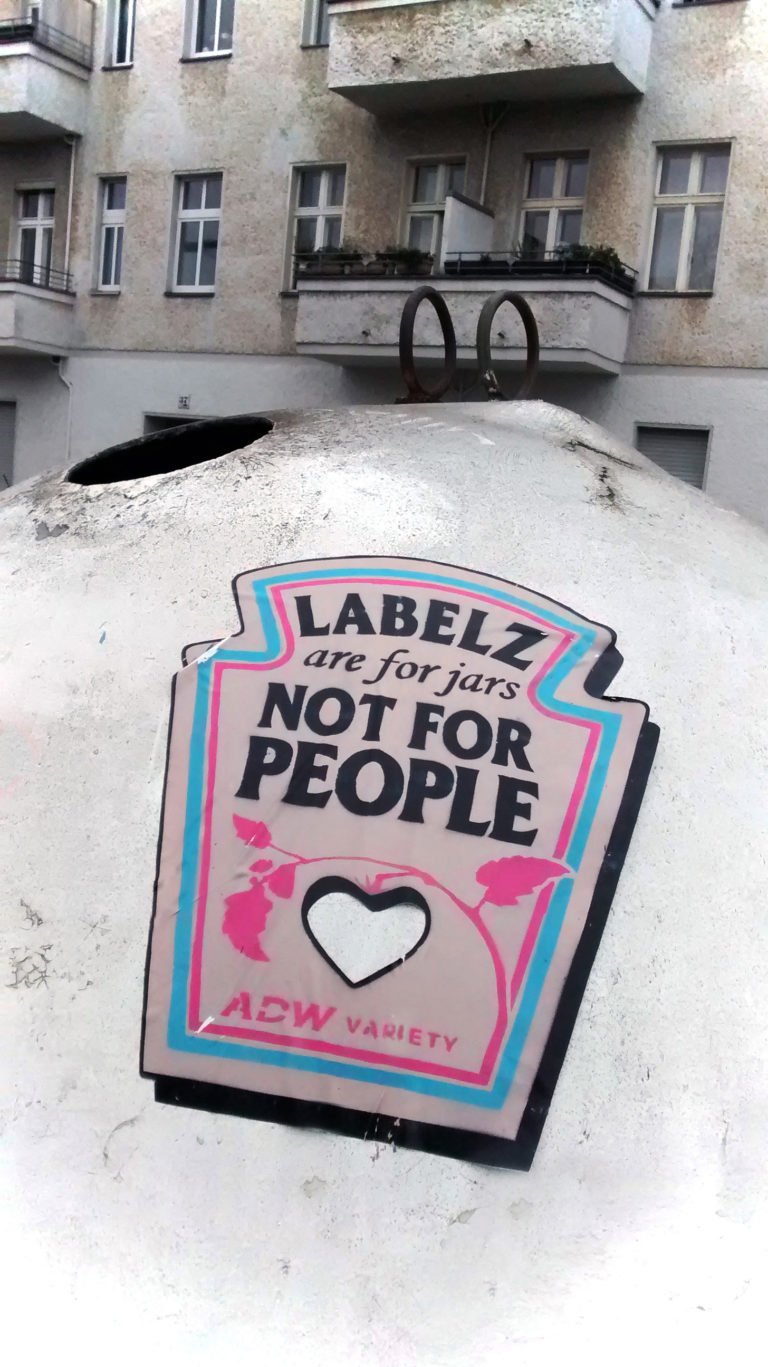 LABELZ
are for jars
NOT FOR
PEOPLE
ADW VARIETY